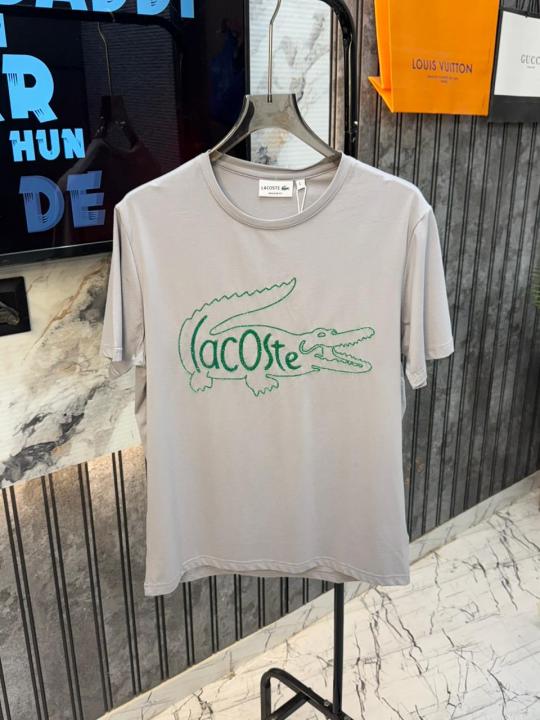 R
HUN
DE
LOUIS VUITTON
GUCCI
LACOSTE
L
lacoste